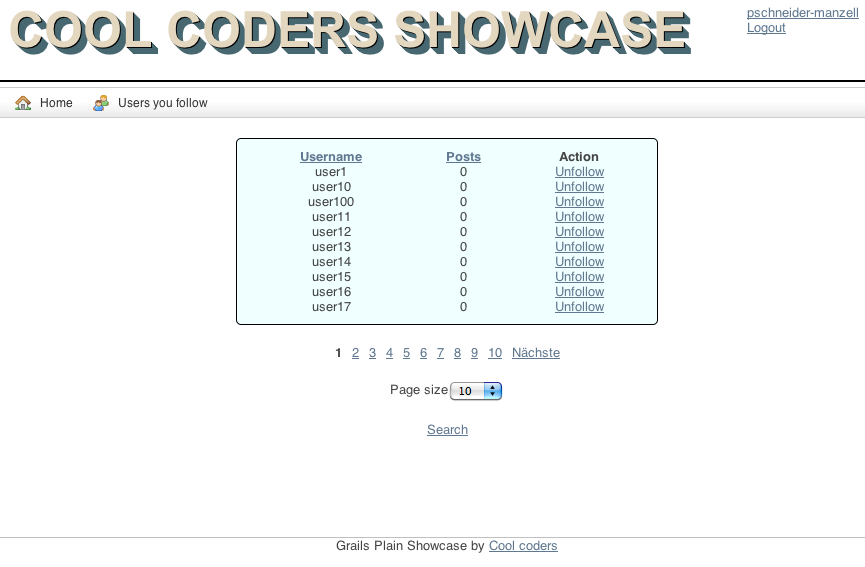 COOL CODERS SHOWCASE
pschneider-manzell
Logout
Home Users you follow
Username Posts Action
user1 0 Unfollow
user10 0 Unfollow
user100 0 Unfollow
user11 0 Unfollow
user12 0 Unfollow
user13 0 Unfollow
user14 0 Unfollow
user15 0 Unfollow
user16 0 Unfollow
user17 0 Unfollow
1 2 3 4 5 6 7 8 9 10 Nächste
Page size 10
Search
Grails Plain Showcase by Cool coders